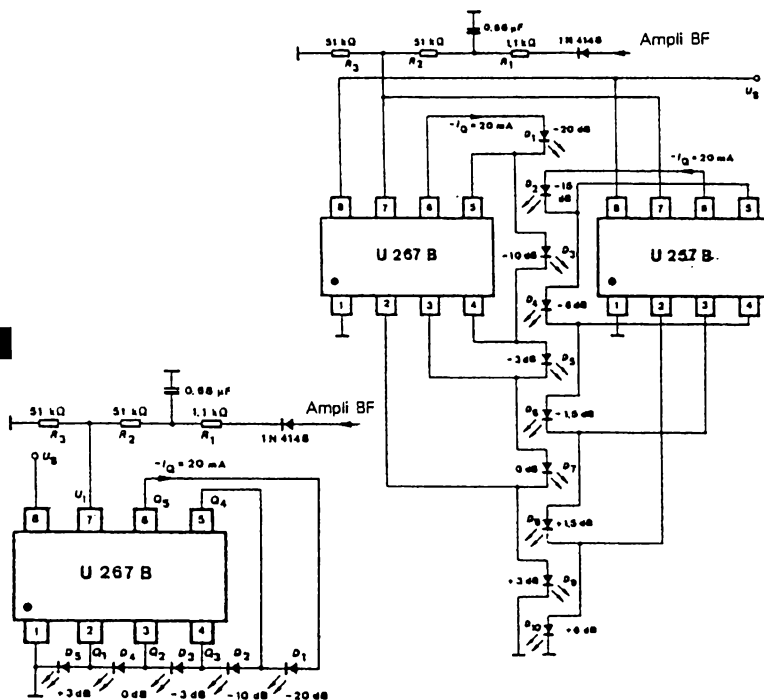 0,68 µF
51 kΩ 51 kΩ 1,1 kΩ 1N4148 Ampli BF
R3 R2 R1
US
-IQ = 20 mA D1 -20 dB
-IQ = 20 mA
D2 -15 dB
8 7 6 5
8 7 6 5
U 267 B -10 dB D3 U 257 B
D4 -6 dB
1 2 3 4
1 2 3 4
-3 dB D5
D6 -1,5 dB
0 dB D7
D8 +1,5 dB
+3 dB D9
D10 +6 dB
0,68 µF
51 kΩ 51 kΩ 1,1 kΩ Ampli BF
R3 R2 R1 1N4148
US
-IQ = 20 mA
U1 Q5 Q4
8 7 6 5
U 267 B
1 2 3 4
D5 Q1 D4 Q2 D3 Q3 D2 D1
+3 dB 0 dB -3 dB -10 dB -20 dB